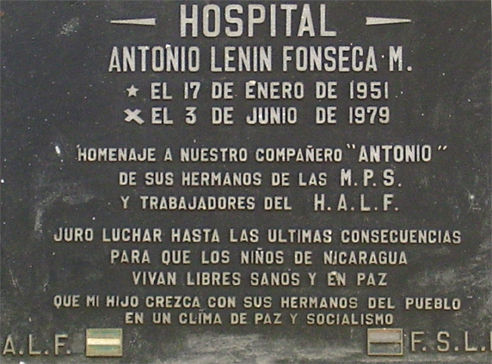 HOSPITAL
ANTONIO LENIN FONSECA M.
EL 17 DE ENERO DE 1951
EL 3 DE JUNIO DE 1979
HOMENAJE A NUESTRO COMPAÑERO "ANTONIO"
DE SUS HERMANOS DE LAS M.P.S.
Y TRABAJADORES DEL H.A.L.F.
JURO LUCHAR HASTA LAS ULTIMAS CONSECUENCIAS
PARA QUE LOS NIÑOS DE NICARAGUA
VIVAN LIBRES SANOS Y EN PAZ
QUE MI HIJO CREZCA CON SUS HERMANOS DEL PUEBLO
EN UN CLIMA DE PAZ Y SOCIALISMO
A.L.F. F.S.L.